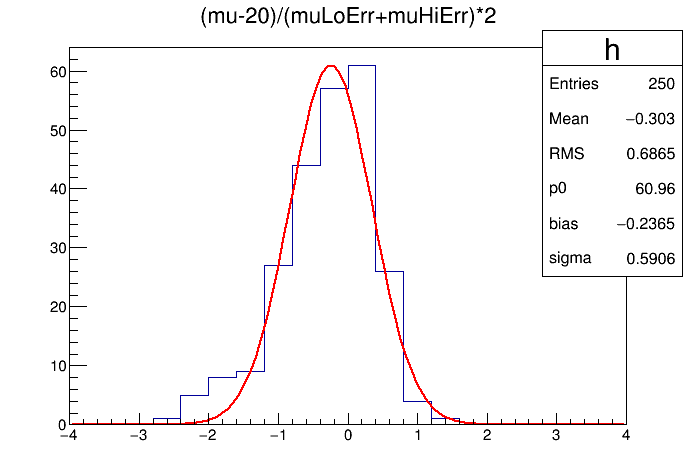 (mu-20)/(muLoErr+muHiErr)*2
h
Entries 250
Mean −0.303
RMS 0.6865
p0 60.96
bias −0.2365
sigma 0.5906
60
50
40
30
20
10
0
−4 −3 −2 −1 0 1 2 3 4